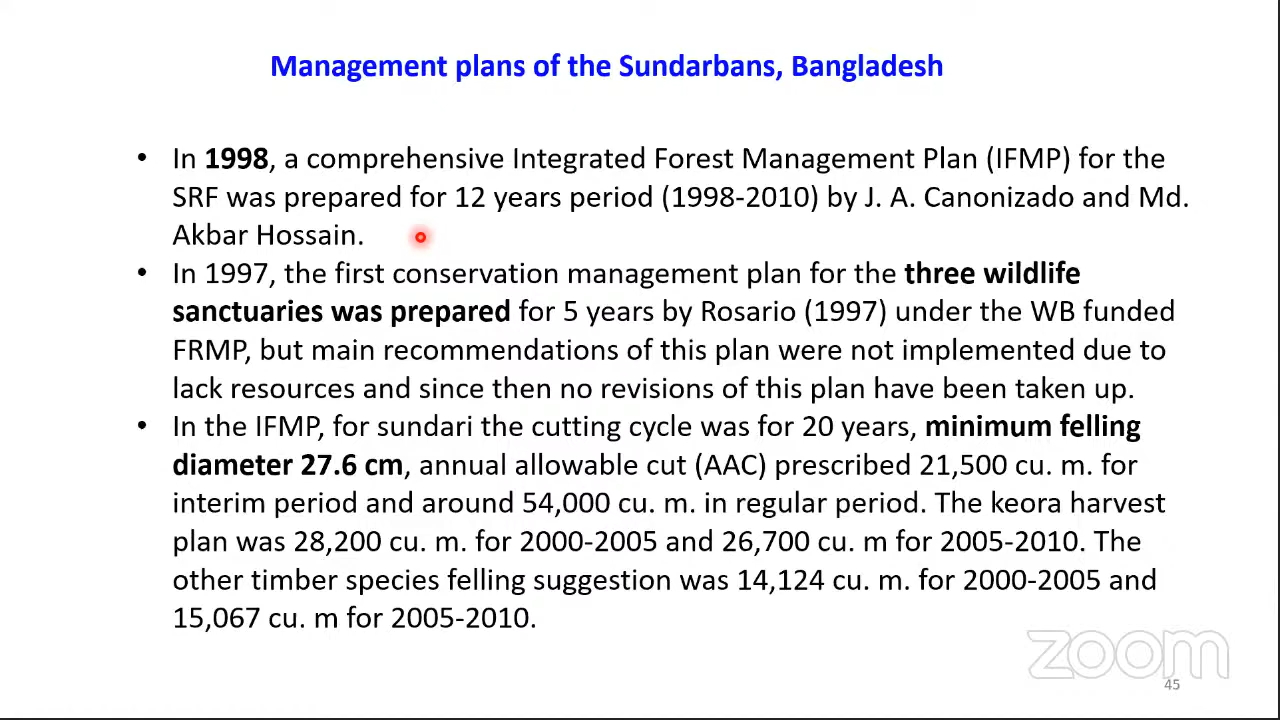 Management plans of the Sundarbans, Bangladesh
• In 1998, a comprehensive Integrated Forest Management Plan (IFMP) for the
SRF was prepared for 12 years period (1998-2010) by J. A. Canonizado and Md.
Akbar Hossain.
• In 1997, the first conservation management plan for the three wildlife
sanctuaries was prepared for 5 years by Rosario (1997) under the WB funded
FRMP, but main recommendations of this plan were not implemented due to
lack resources and since then no revisions of this plan have been taken up.
• In the IFMP, for sundari the cutting cycle was for 20 years, minimum felling
diameter 27.6 cm, annual allowable cut (AAC) prescribed 21,500 cu. m. for
interim period and around 54,000 cu. m. in regular period. The keora harvest
plan was 28,200 cu. m. for 2000-2005 and 26,700 cu. m for 2005-2010. The
other timber species felling suggestion was 14,124 cu. m. for 2000-2005 and
15,067 cu. m for 2005-2010.
zoom
45